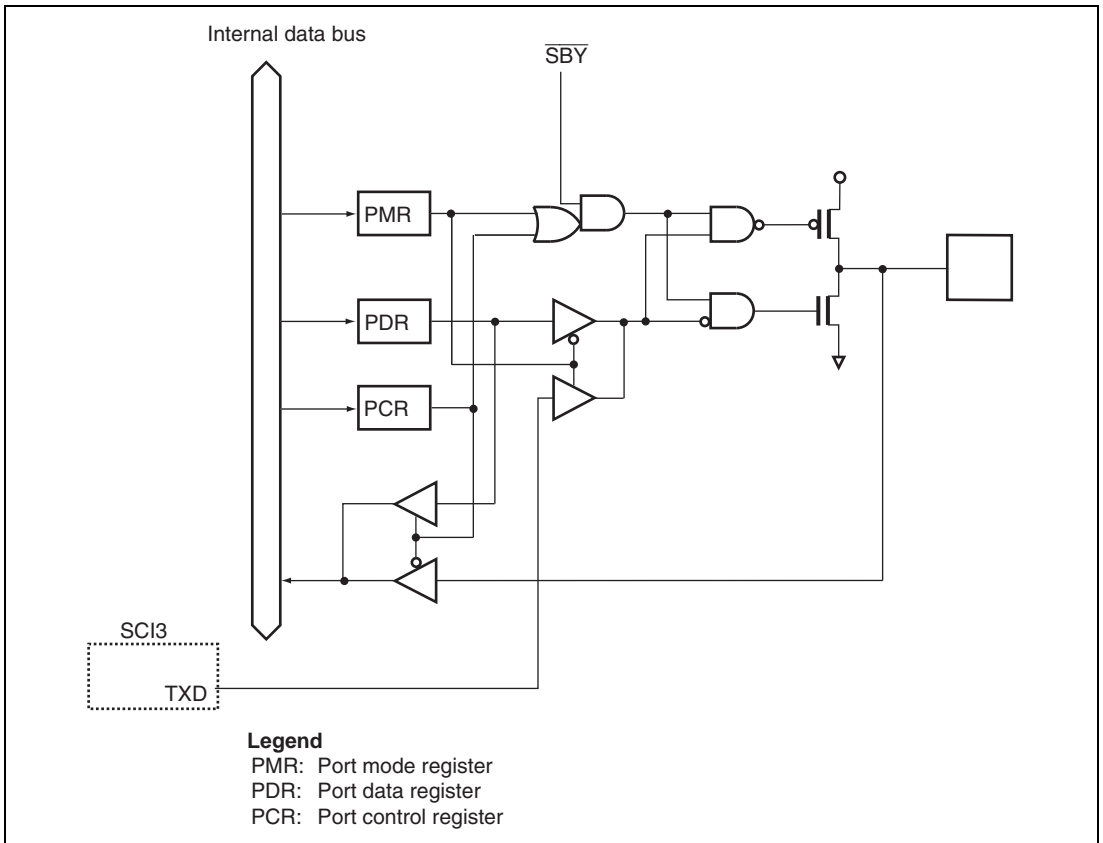 Internal data bus
SBY
PMR
PDR
PCR
SCI3
TXD
Legend
PMR: Port mode register
PDR: Port data register
PCR: Port control register